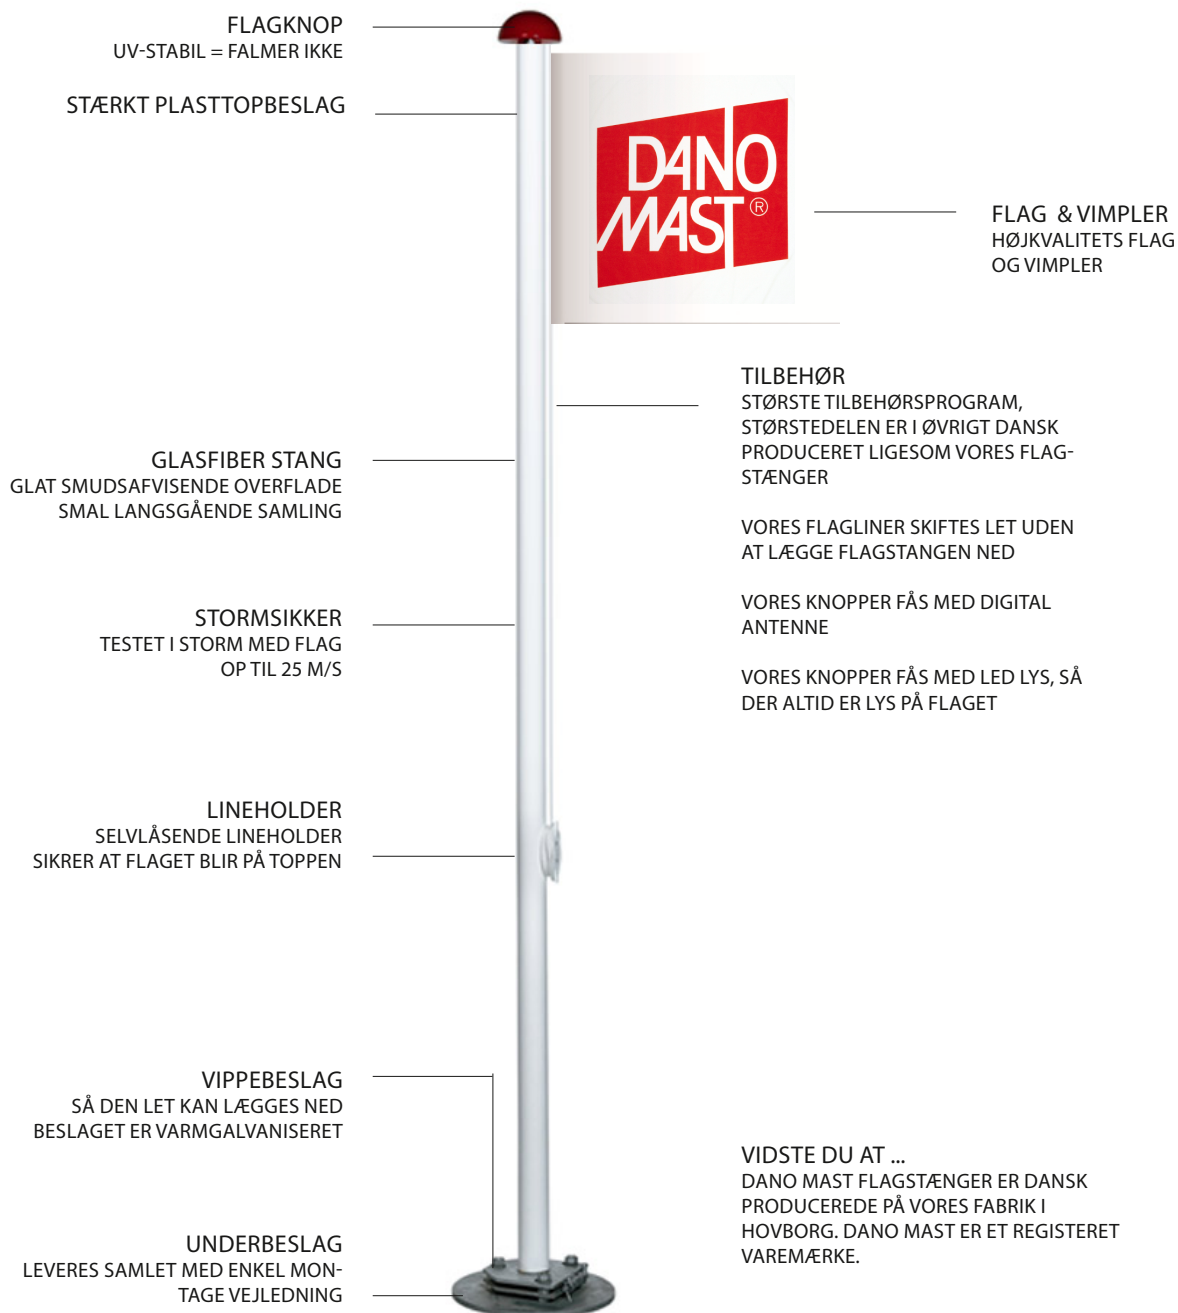 FLAGKNOP
UV-STABIL = FALMER IKKE
STÆRKT PLASTTOPBESLAG
DANO
MAST®
FLAG & VIMPLER
HØJKVALITETS FLAG
OG VIMPLER
TILBEHØR
STØRSTE TILBEHØRSPROGRAM,
STØRSTEDELEN ER I ØVRIGT DANSK
PRODUCERET LIGESOM VORES FLAG-
STÆNGER
VORES FLAGLINER SKIFTES LET UDEN
AT LÆGGE FLAGSTANGEN NED
VORES KNOPPER FÅS MED DIGITAL
ANTENNE
VORES KNOPPER FÅS MED LED LYS, SÅ
DER ALTID ER LYS PÅ FLAGET
GLASFIBER STANG
GLAT SMUDSAFVISENDE OVERFLADE
SMAL LANGSGÅENDE SAMLING
STORMSIKKER
TESTET I STORM MED FLAG
OP TIL 25 M/S
LINEHOLDER
SELVLÅSENDE LINEHOLDER
SIKRER AT FLAGET BLIR PÅ TOPPEN
VIPPEBESLAG
SÅ DEN LET KAN LÆGGES NED
BESLAGET ER VARMGALVANISERET
UNDERBESLAG
LEVERES SAMLET MED ENKEL MON-
TAGE VEJLEDNING
VIDSTE DU AT ...
DANO MAST FLAGSTÆNGER ER DANSK
PRODUCEREDE PÅ VORES FABRIK I
HOVBORG. DANO MAST ER ET REGISTERET
VAREMÆRKE.